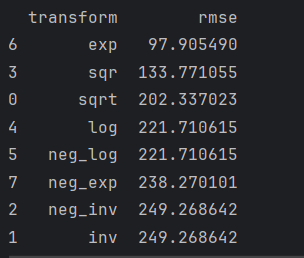 transform rmse
6 exp 97.905490
3 sqr 133.771055
0 sqrt 202.337023
4 log 221.710615
5 neg_log 221.710615
7 neg_exp 238.270101
2 neg_inv 249.268642
1 inv 249.268642